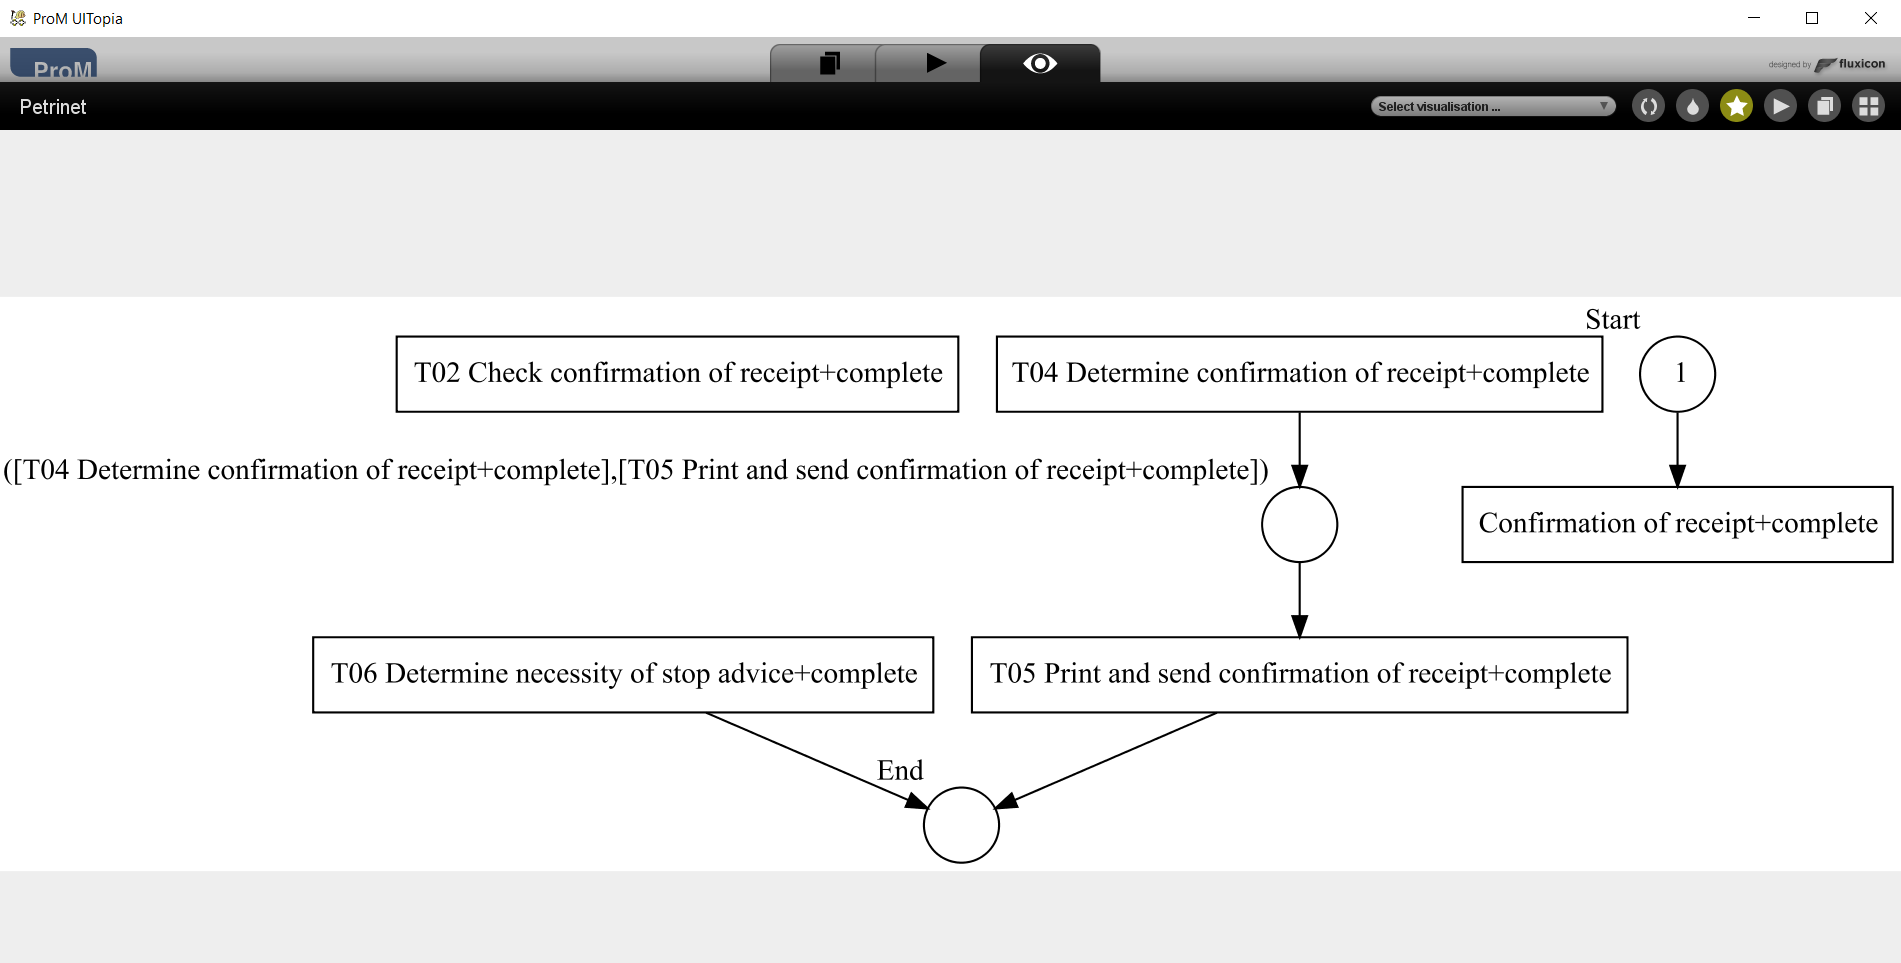 ProM UITopia
ProM
designed by fluxicon
Petrinet
Select visualisation ...
Start
T02 Check confirmation of receipt+complete
T04 Determine confirmation of receipt+complete
1
([T04 Determine confirmation of receipt+complete],[T05 Print and send confirmation of receipt+complete])
Confirmation of receipt+complete
T06 Determine necessity of stop advice+complete
T05 Print and send confirmation of receipt+complete
End